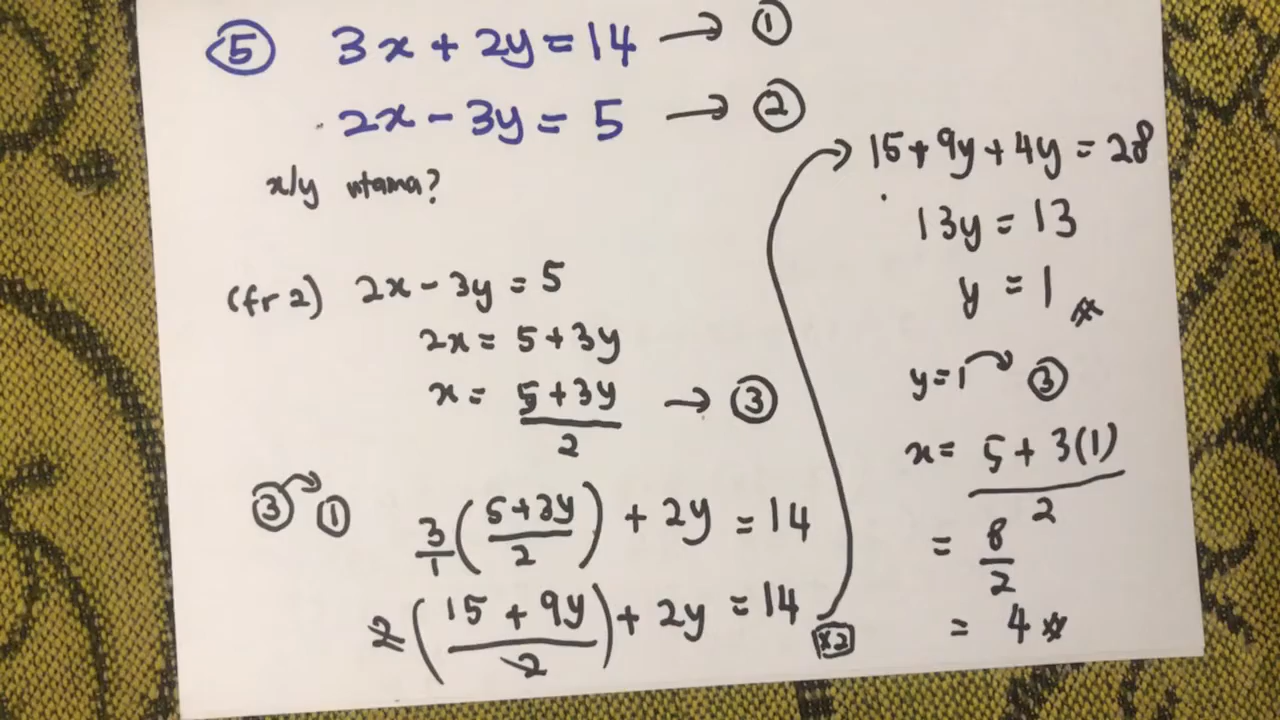 ⑤ 3x + 2y = 14 → ①
2x - 3y = 5 → ②
x/y utama?
(fr 2) 2x - 3y = 5
2x = 5 + 3y
x = (5 + 3y)/2 → ③
③ → ①
3/1 ((5 + 3y)/2) + 2y = 14
2 ((15 + 9y)/2) + 2y = 14 ×2
→ 15 + 9y + 4y = 28
13y = 13
y = 1
y = 1 → ③
x = (5 + 3(1))/2
= 8/2
= 4